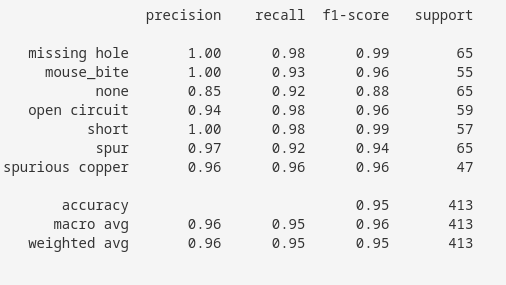 precision recall f1-score support
missing hole 1.00 0.98 0.99 65
mouse_bite 1.00 0.93 0.96 55
none 0.85 0.92 0.88 65
open circuit 0.94 0.98 0.96 59
short 1.00 0.98 0.99 57
spur 0.97 0.92 0.94 65
spurious copper 0.96 0.96 0.96 47
accuracy 0.95 413
macro avg 0.96 0.95 0.96 413
weighted avg 0.96 0.95 0.95 413